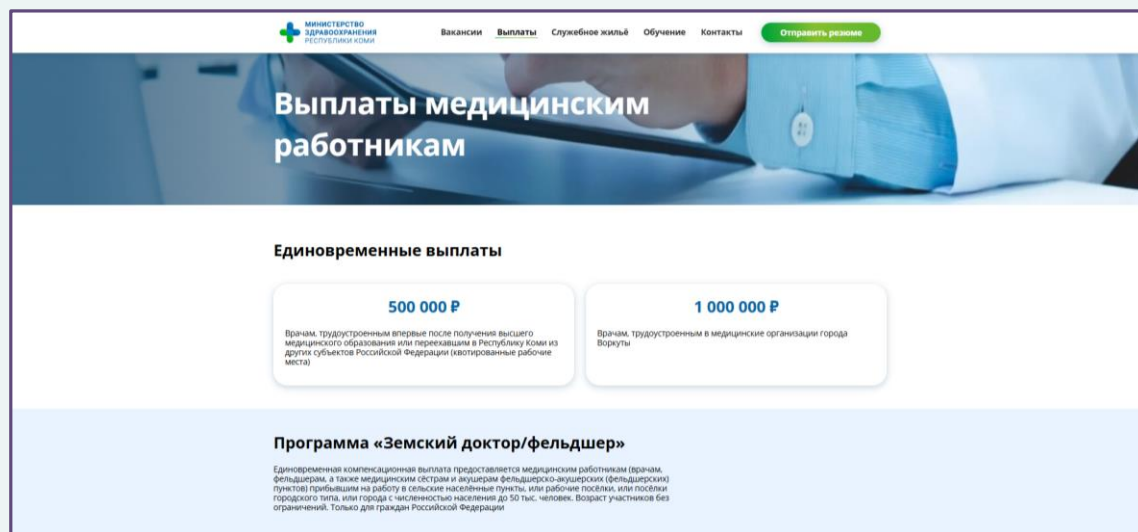 МИНИСТЕРСТВО
ЗДРАВООХРАНЕНИЯ
РЕСПУБЛИКИ КОМИ
Вакансии Выплаты Служебное жильё Обучение Контакты Отправить резюме
Выплаты медицинским
работникам
Единовременные выплаты
500 000 ₽
Врачам, трудоустроенным впервые после получения высшего
медицинского образования или переехавшим в Республику Коми из
других субъектов Российской Федерации (квотированные рабочие
места)
1 000 000 ₽
Врачам, трудоустроенным в медицинские организации города
Воркуты
Программа «Земский доктор/фельдшер»
Единовременная компенсационная выплата предоставляется медицинским работникам (врачам,
фельдшерам, а также медицинским сёстрам и акушерам фельдшерско-акушерских (фельдшерских)
пунктов) прибывшим на работу в сельские населённые пункты, или рабочие посёлки, или посёлки
городского типа, или города с численностью населения до 50 тыс. человек. Возраст участников без
ограничений. Только для граждан Российской Федерации